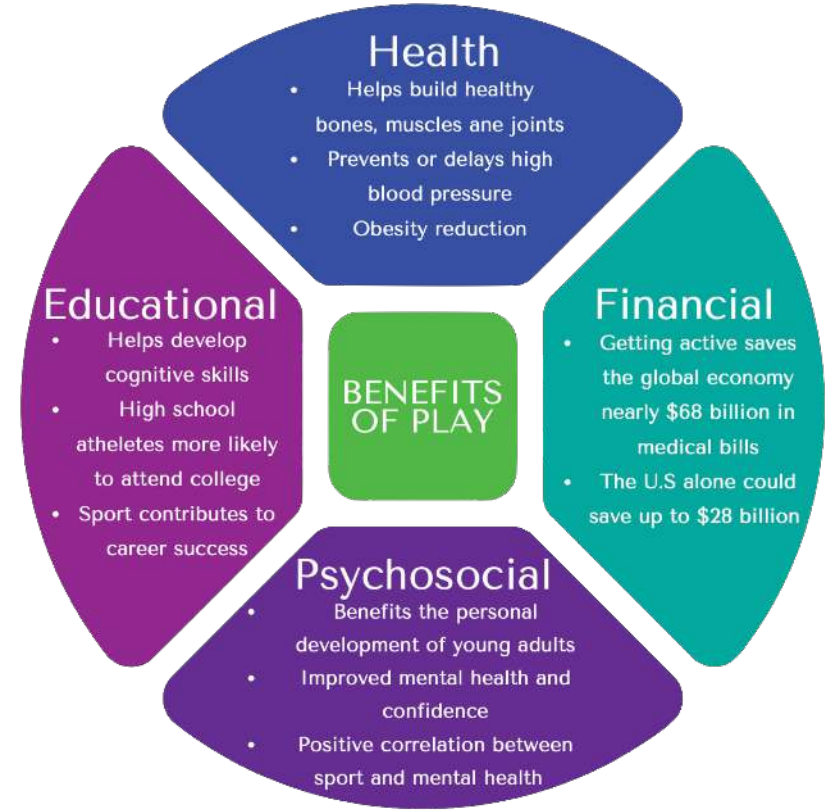 Health
• Helps build healthy
bones, muscles ane joints
• Prevents or delays high
blood pressure
• Obesity reduction
Educational
• Helps develop
cognitive skills
• High school
atheletes more likely
to attend college
• Sport contributes to
career success
BENEFITS
OF PLAY
Financial
• Getting active saves
the global economy
nearly $68 billion in
medical bills
• The U.S alone could
save up to $28 billion
Psychosocial
• Benefits the personal
development of young adults
• Improved mental health and
confidence
• Positive correlation between
sport and mental health